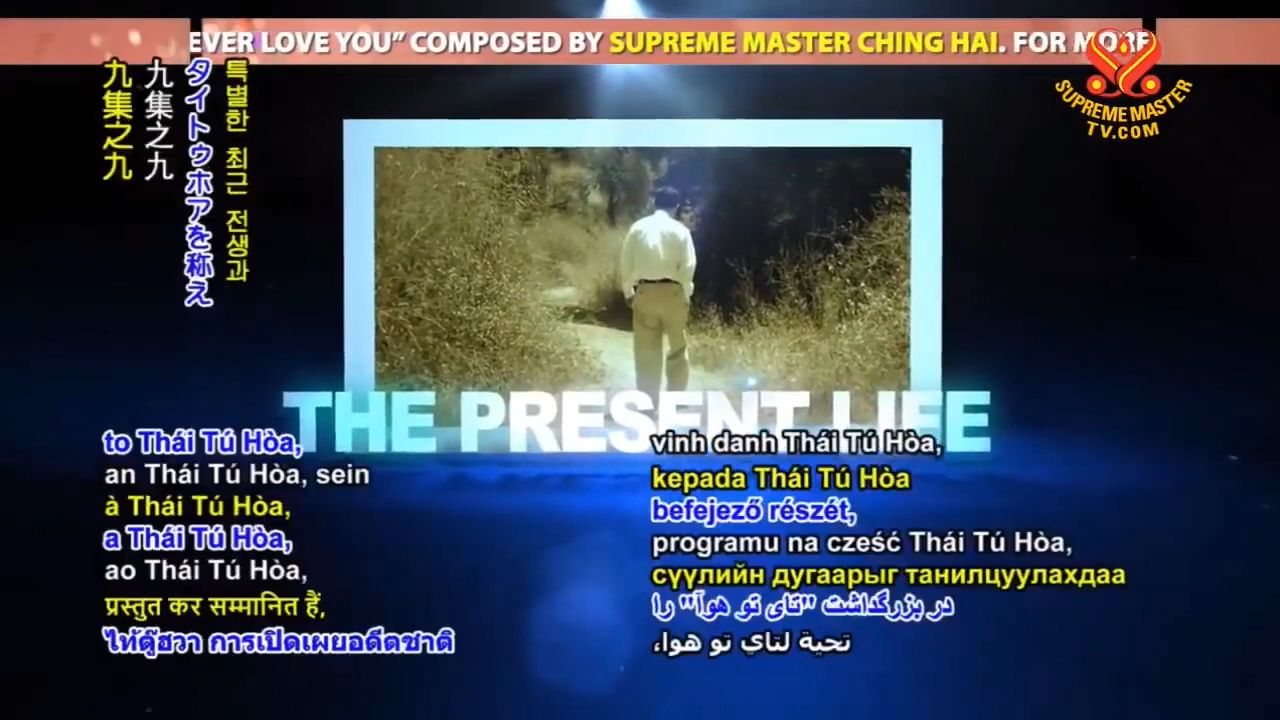 EVER LOVE YOU” COMPOSED BY SUPREME MASTER CHING HAI. FOR MORE
SUPREME MASTER
TV.COM
특별한 최근 전생과
タイトゥホアを称え
九集之九
九集之九
THE PRESENT LIFE
to Thái Tú Hòa,
an Thái Tú Hòa, sein
à Thái Tú Hòa,
a Thái Tú Hòa,
ao Thái Tú Hòa,
प्रस्तुत कर सम्मानित हैं,
ไท้ตู๊ฮวา การเปิดเผยอดีตชาติ
vinh danh Thái Tú Hòa,
kepada Thái Tú Hòa
befejező részét,
programu na cześć Thái Tú Hòa,
сүүлийн дугаарыг танилцуулахдаа
در بزرگداشت "تای تو هوآ" را
تحية لتاي تو هوا،